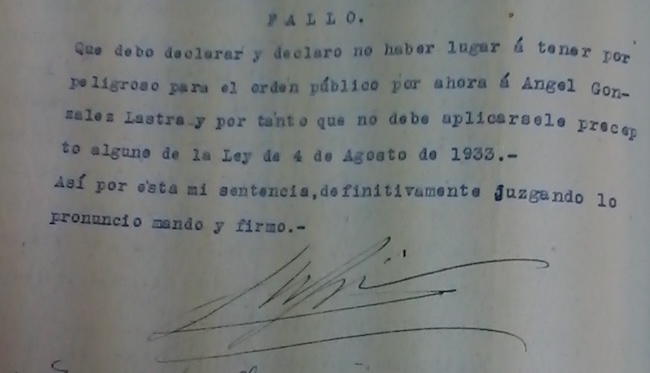 FALLO.
Que debo declarar y declaro no haber lugar á tener por
peligroso para el orden público por ahora á Angel Gon-
zalez Lastra y por tanto que no debe aplicarsele precep
to alguno de la Ley de 4 de Agosto de 1933.-
Así por esta mi sentencia,definitivamente juzgando lo
pronuncio mando y firmo.-